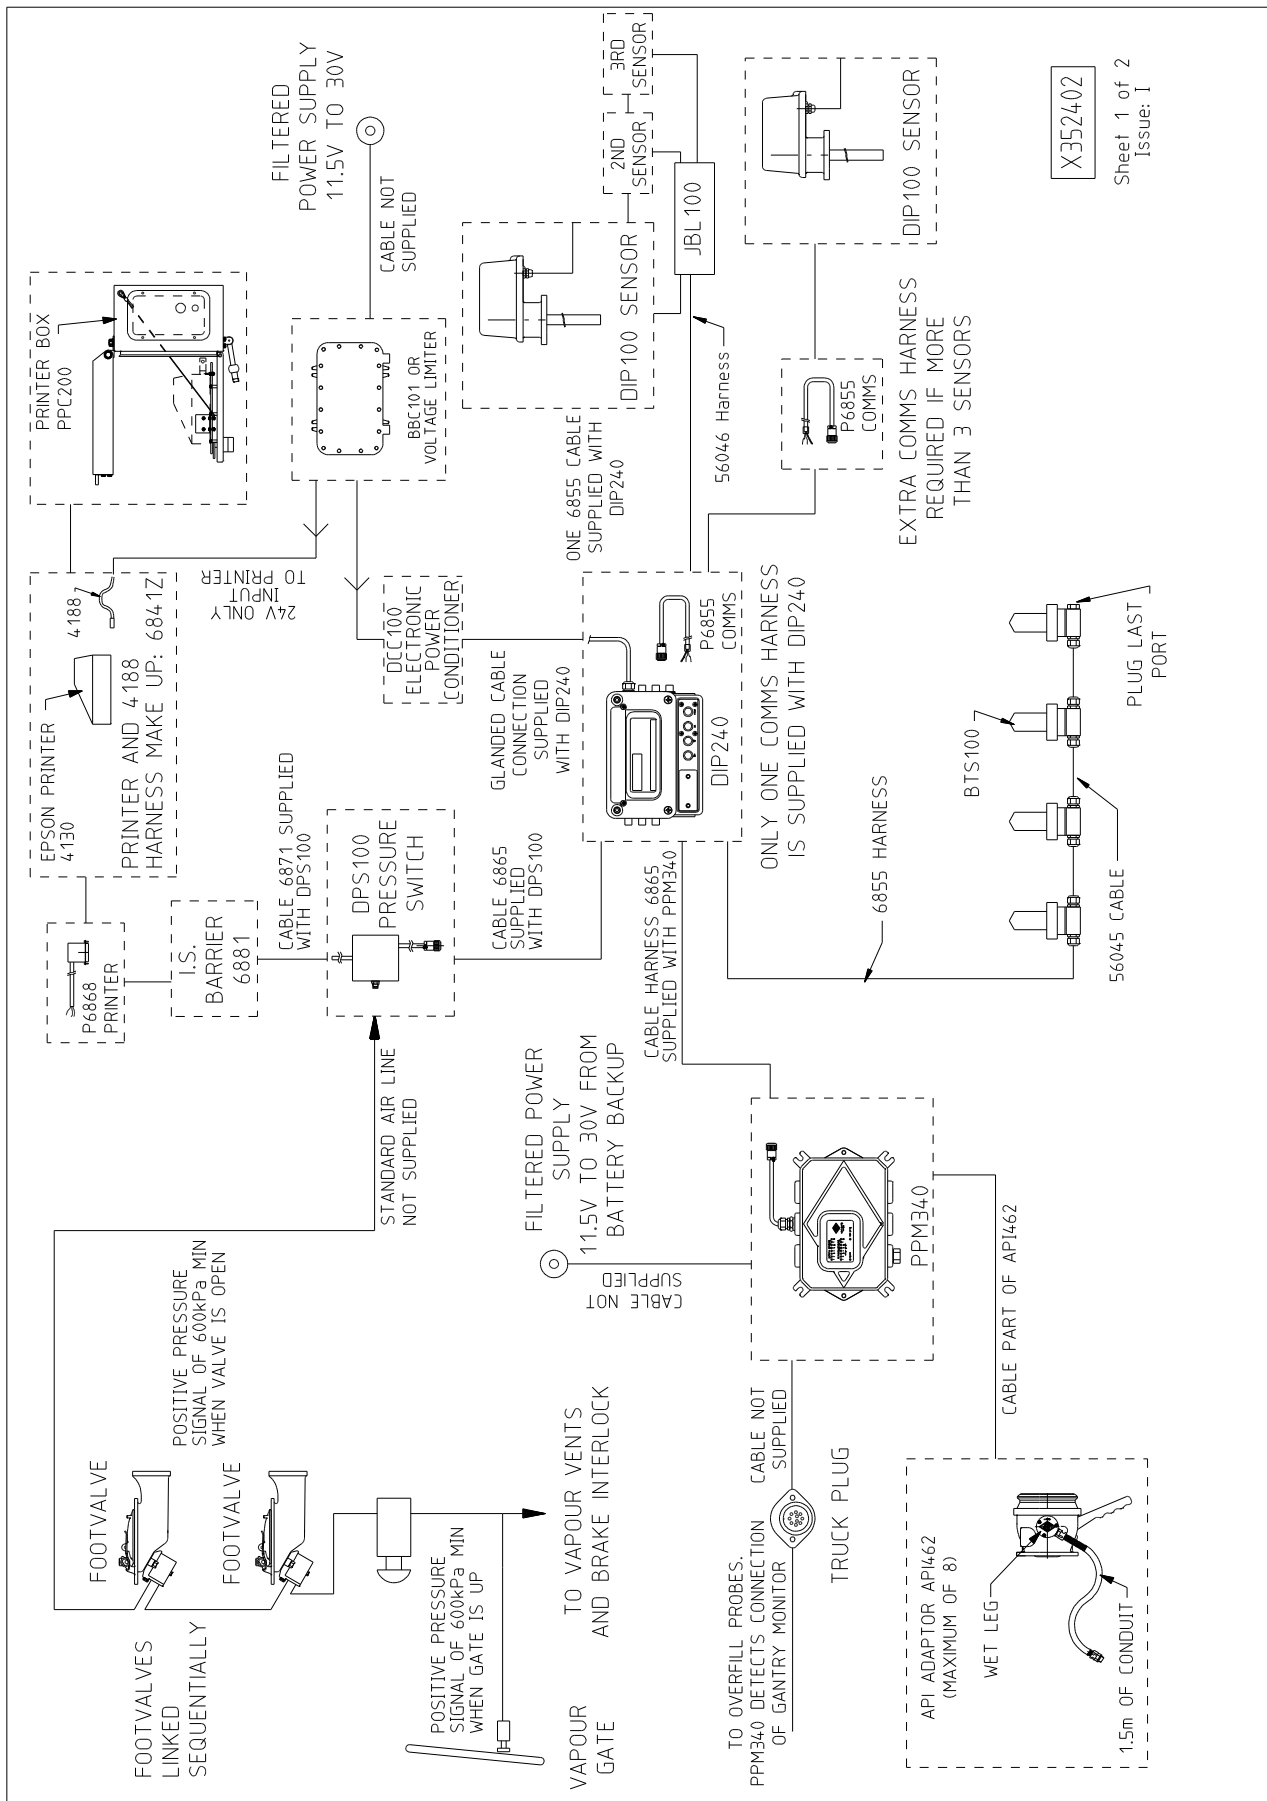 FOOTVALVES
LINKED
SEQUENTIALLY
FOOTVALVE
FOOTVALVE
POSITIVE PRESSURE
SIGNAL OF 600kPa MIN
WHEN VALVE IS OPEN
POSITIVE PRESSURE
SIGNAL OF 600kPa MIN
WHEN GATE IS UP
VAPOUR
GATE
TO VAPOUR VENTS
AND BRAKE INTERLOCK
STANDARD AIR LINE
NOT SUPPLIED
P6868
PRINTER
I.S.
BARRIER
6881
CABLE 6871 SUPPLIED
WITH DPS100
DPS100
PRESSURE
SWITCH
CABLE 6865
SUPPLIED
WITH DPS100
EPSON PRINTER
4130
4188
PRINTER AND 4188
HARNESS MAKE UP: 6841Z
PRINTER BOX
PPC200
24V ONLY
INPUT
TO PRINTER
FILTERED
POWER SUPPLY
11.5V TO 30V
CABLE NOT
SUPPLIED
BBC101 OR
VOLTAGE LIMITER
DCC100
ELECTRONIC
POWER
CONDITIONER
GLANDED CABLE
CONNECTION
SUPPLIED
WITH DIP240
ONE 6855 CABLE
SUPPLIED WITH
DIP240
DIP100 SENSOR
2ND
SENSOR
3RD
SENSOR
JBL100
56046 Harness
P6855
COMMS
DIP240
ONLY ONE COMMS HARNESS
IS SUPPLIED WITH DIP240
P6855
COMMS
EXTRA COMMS HARNESS
REQUIRED IF MORE
THAN 3 SENSORS
DIP100 SENSOR
FILTERED POWER
SUPPLY
11.5V TO 30V FROM
BATTERY BACKUP
CABLE NOT
SUPPLIED
CABLE HARNESS 6865
SUPPLIED WITH PPM340
PPM340
6855 HARNESS
BTS100
56045 CABLE
PLUG LAST
PORT
TO OVERFILL PROBES.
PPM340 DETECTS CONNECTION
OF GANTRY MONITOR
CABLE NOT
SUPPLIED
TRUCK PLUG
CABLE PART OF API462
API ADAPTOR API462
(MAXIMUM OF 8)
WET LEG
1.5m OF CONDUIT
X352402
Sheet 1 of 2
Issue: I